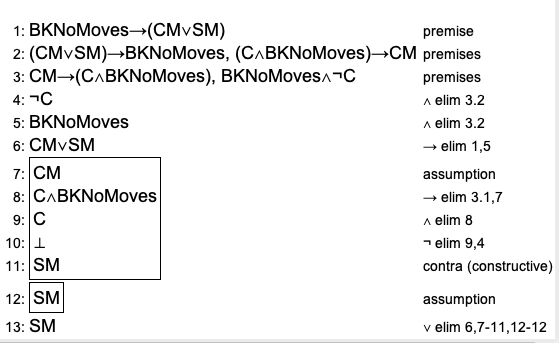 1: BKNoMoves→(CM∨SM) premise
2: (CM∨SM)→BKNoMoves, (C∧BKNoMoves)→CM premises
3: CM→(C∧BKNoMoves), BKNoMoves∧¬C premises
4: ¬C ∧ elim 3.2
5: BKNoMoves ∧ elim 3.2
6: CM∨SM → elim 1,5
7: CM assumption
8: C∧BKNoMoves → elim 3.1,7
9: C ∧ elim 8
10: ⊥ ¬ elim 9,4
11: SM contra (constructive)
12: SM assumption
13: SM ∨ elim 6,7-11,12-12